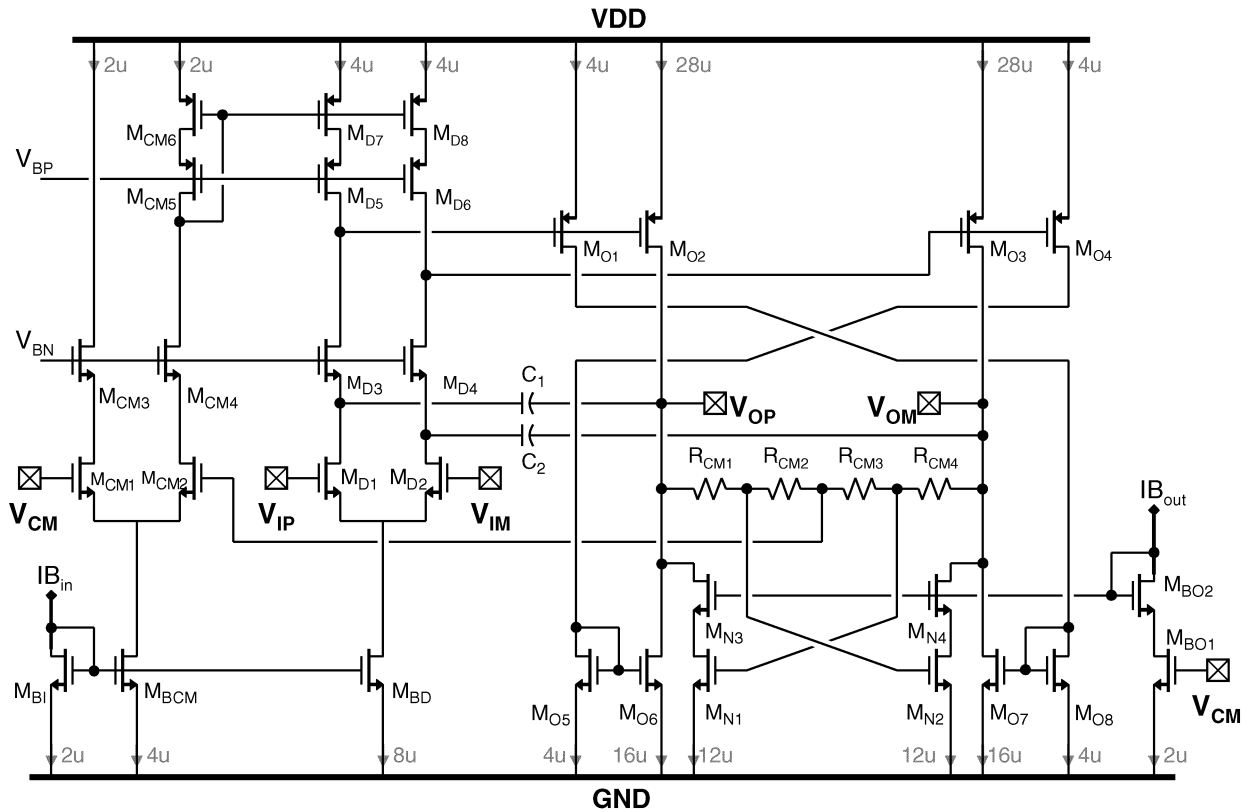 VDD
2u 2u 4u 4u 4u 28u 28u 4u
MCM6 MD7 MD8
VBP
MCM5 MD5 MD6
MO1 MO2 MO3 MO4
VBN
MCM3 MCM4 MD3 MD4
C1
VOP VOM
C2
RCM1 RCM2 RCM3 RCM4
MCM1 MCM2 MD1 MD2
VCM VIP VIM
IBout
IBin
MN3 MN4 MBO2
MBO1
MBI MBCM MBD
MO5 MO6 MN1 MN2 MO7 MO8
VCM
2u 4u 8u 4u 16u 12u 12u 16u 4u 2u
GND